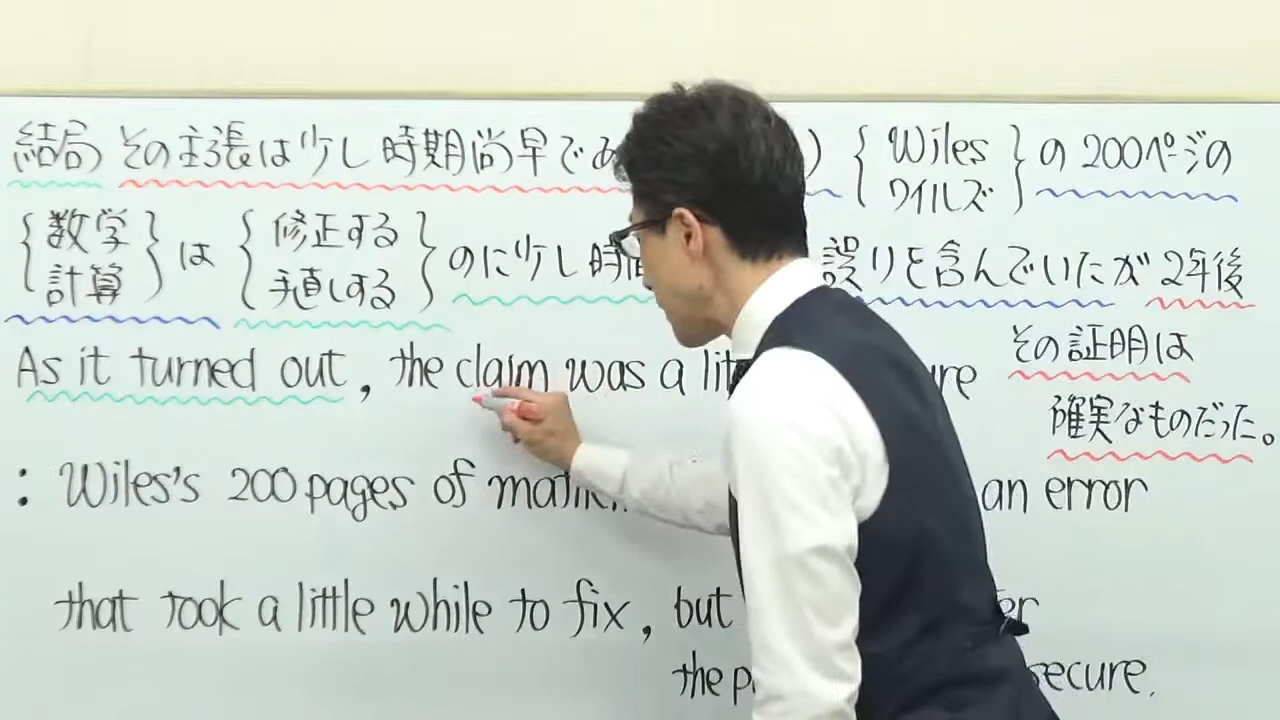 結局 その主張は少し時期尚早であ ) { Wiles ワイルズ } の200ページの
{ 数学 計算 } は { 修正する 手直しする } のに少し時 誤りを含んでいたが 2年後
その証明は
確実なものだった。
As it turned out, the claim was a
: Wiles's 200 pages of an error
that took a little while to fix, but
the secure.